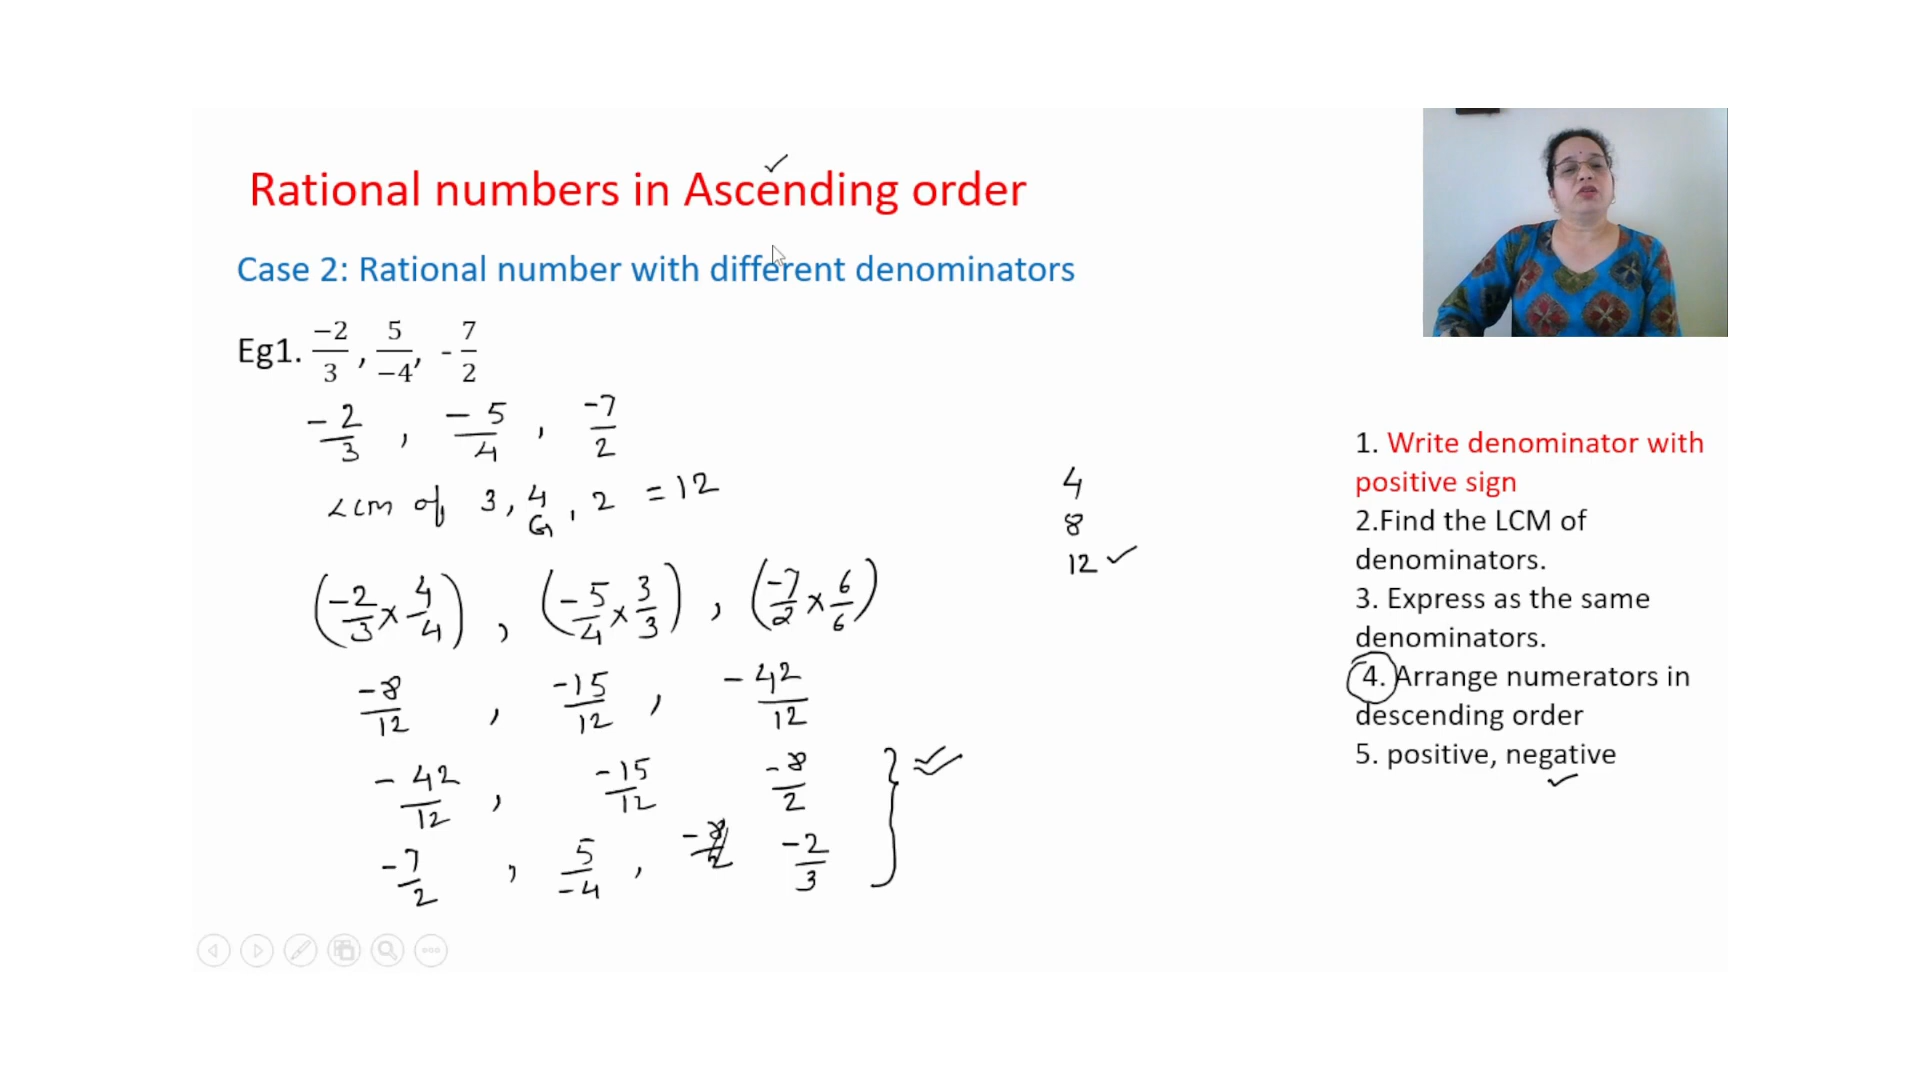 Rational numbers in Ascending order
✓
Case 2: Rational number with different denominators
Eg1. −2/3, 5/−4, - 7/2
−2/3, −5/4, −7/2
LCM of 3, 4, 2 = 12
G
4
8
12 ✓
(−2/3 × 4/4), (−5/4 × 3/3), (−7/2 × 6/6)
−8/12, −15/12, −42/12
−42/12, −15/12 −8/2
−7/2, 5/−4, −2/3
1. Write denominator with
positive sign
2.Find the LCM of
denominators.
3. Express as the same
denominators.
4. Arrange numerators in
descending order
5. positive, negative
✓